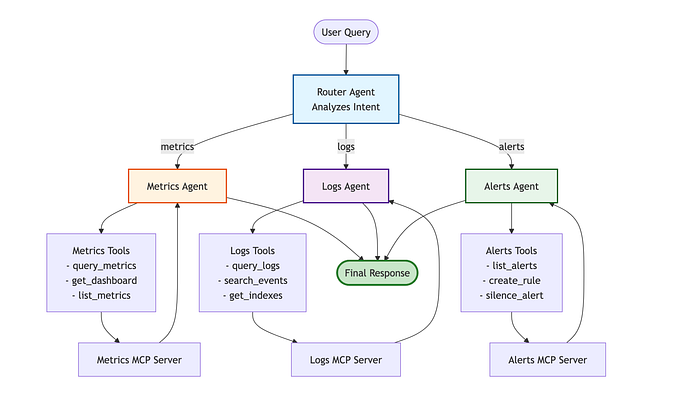 User Query
Router Agent
Analyzes Intent
metrics
logs
alerts
Metrics Agent
Logs Agent
Alerts Agent
Metrics Tools
- query_metrics
- get_dashboard
- list_metrics
Logs Tools
- query_logs
- search_events
- get_indexes
Final Response
Alerts Tools
- list_alerts
- create_rule
- silence_alert
Metrics MCP Server
Logs MCP Server
Alerts MCP Server